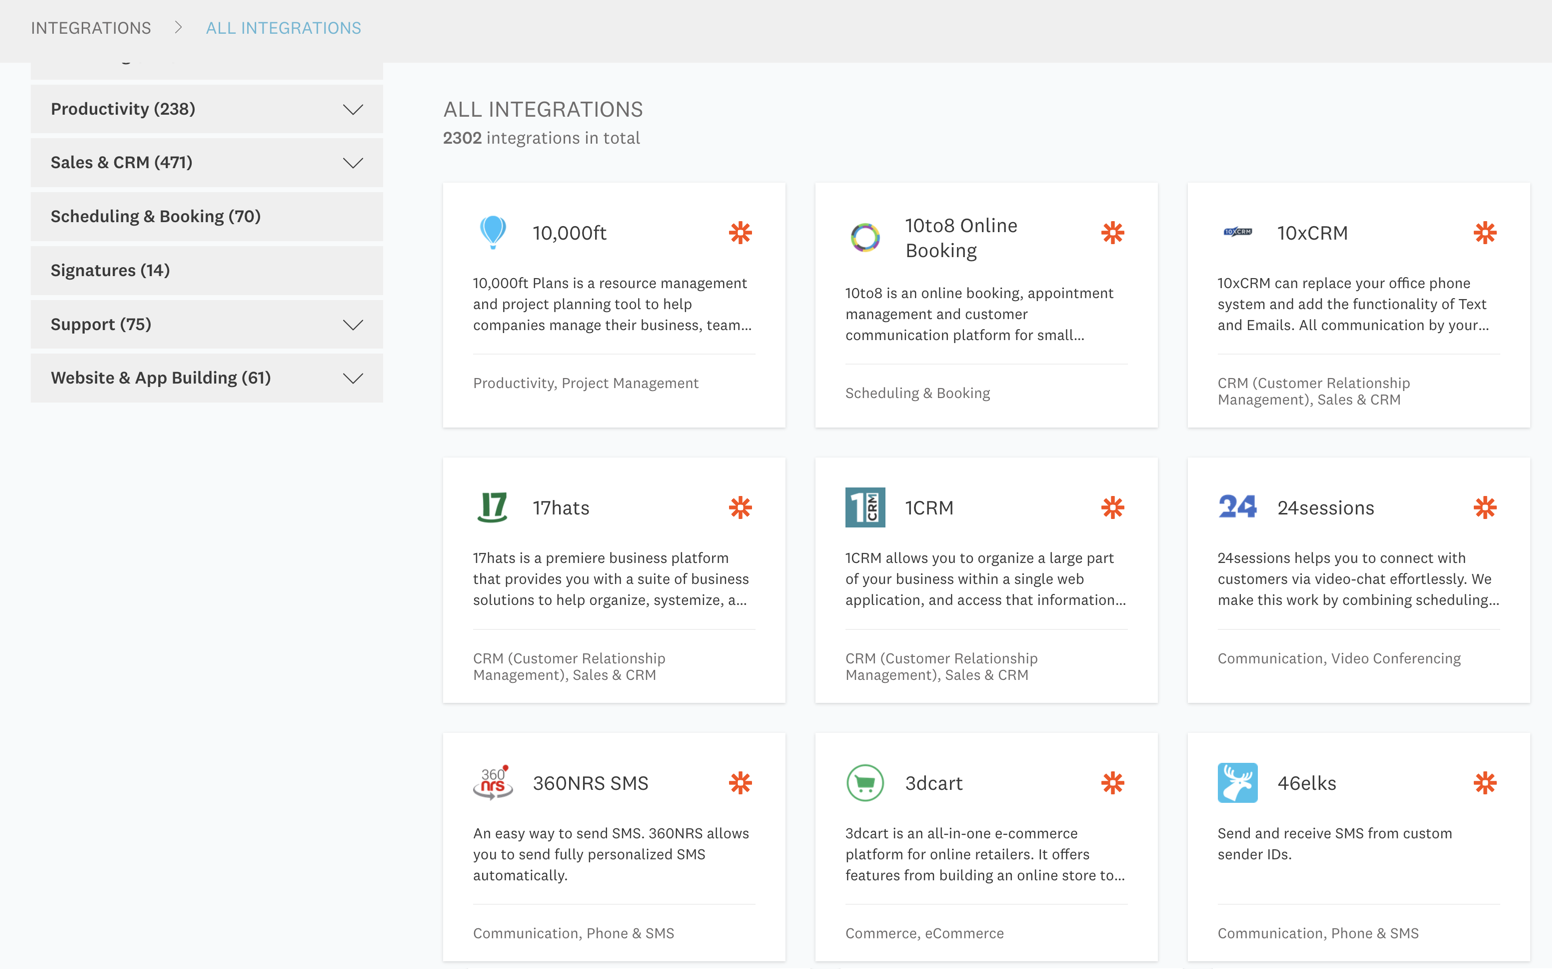 INTEGRATIONS > ALL INTEGRATIONS
Productivity (238)
Sales & CRM (471)
Scheduling & Booking (70)
Signatures (14)
Support (75)
Website & App Building (61)
ALL INTEGRATIONS
2302 integrations in total
10,000ft
10,000ft Plans is a resource management
and project planning tool to help
companies manage their business, team...
Productivity, Project Management
10to8 Online
Booking
10to8 is an online booking, appointment
management and customer
communication platform for small...
Scheduling & Booking
10XCRM
10xCRM
10xCRM can replace your office phone
system and add the functionality of Text
and Emails. All communication by your...
CRM (Customer Relationship
Management), Sales & CRM
17
17hats
17hats is a premiere business platform
that provides you with a suite of business
solutions to help organize, systemize, a...
CRM (Customer Relationship
Management), Sales & CRM
1CRM
1CRM
1CRM allows you to organize a large part
of your business within a single web
application, and access that information...
CRM (Customer Relationship
Management), Sales & CRM
24
24sessions
24sessions helps you to connect with
customers via video-chat effortlessly. We
make this work by combining scheduling...
Communication, Video Conferencing
360
nrs
360NRS SMS
An easy way to send SMS. 360NRS allows
you to send fully personalized SMS
automatically.
Communication, Phone & SMS
3dcart
3dcart is an all-in-one e-commerce
platform for online retailers. It offers
features from building an online store to...
Commerce, eCommerce
46elks
Send and receive SMS from custom
sender IDs.
Communication, Phone & SMS